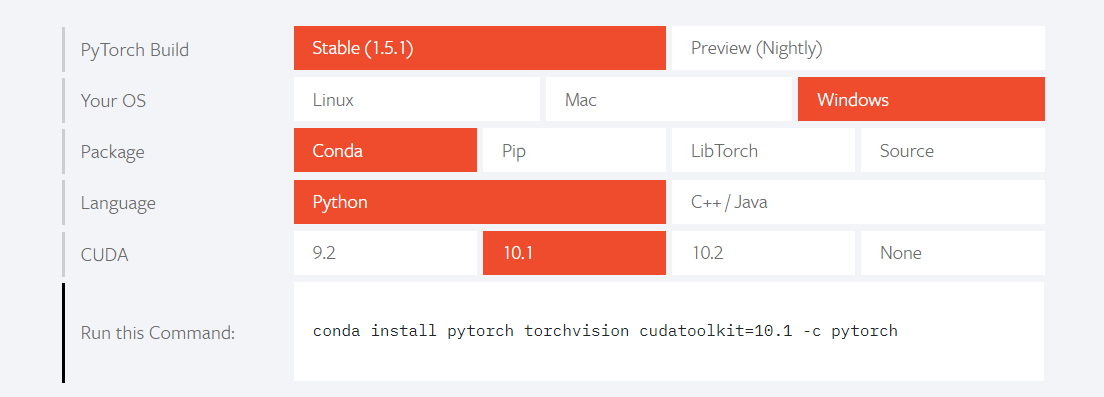 PyTorch Build
Stable (1.5.1)
Preview (Nightly)
Your OS
Linux
Mac
Windows
Package
Conda
Pip
LibTorch
Source
Language
Python
C++ / Java
CUDA
9.2
10.1
10.2
None
Run this Command:
conda install pytorch torchvision cudatoolkit=10.1 -c pytorch